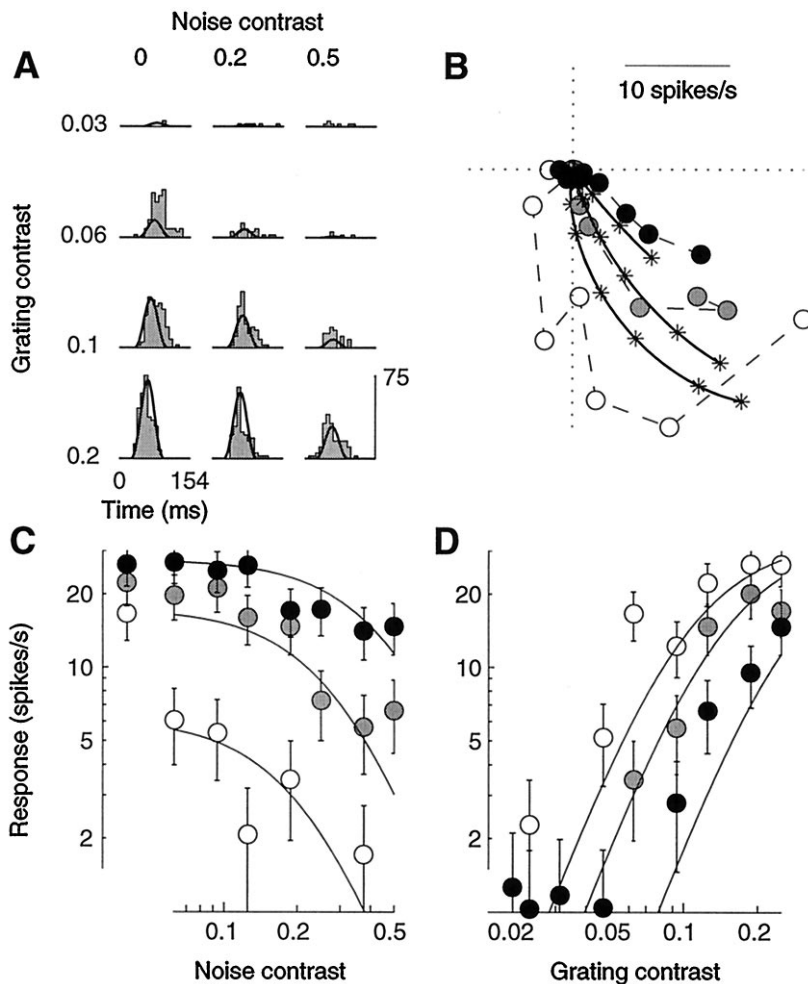 Noise contrast
A
0 0.2 0.5
B
10 spikes/s
Grating contrast
0.03
0.06
0.1
0.2
75
0 154
Time (ms)
C
D
Response (spikes/s)
20
10
5
2
0.1 0.2 0.5
Noise contrast
20
10
5
2
0.02 0.05 0.1 0.2
Grating contrast